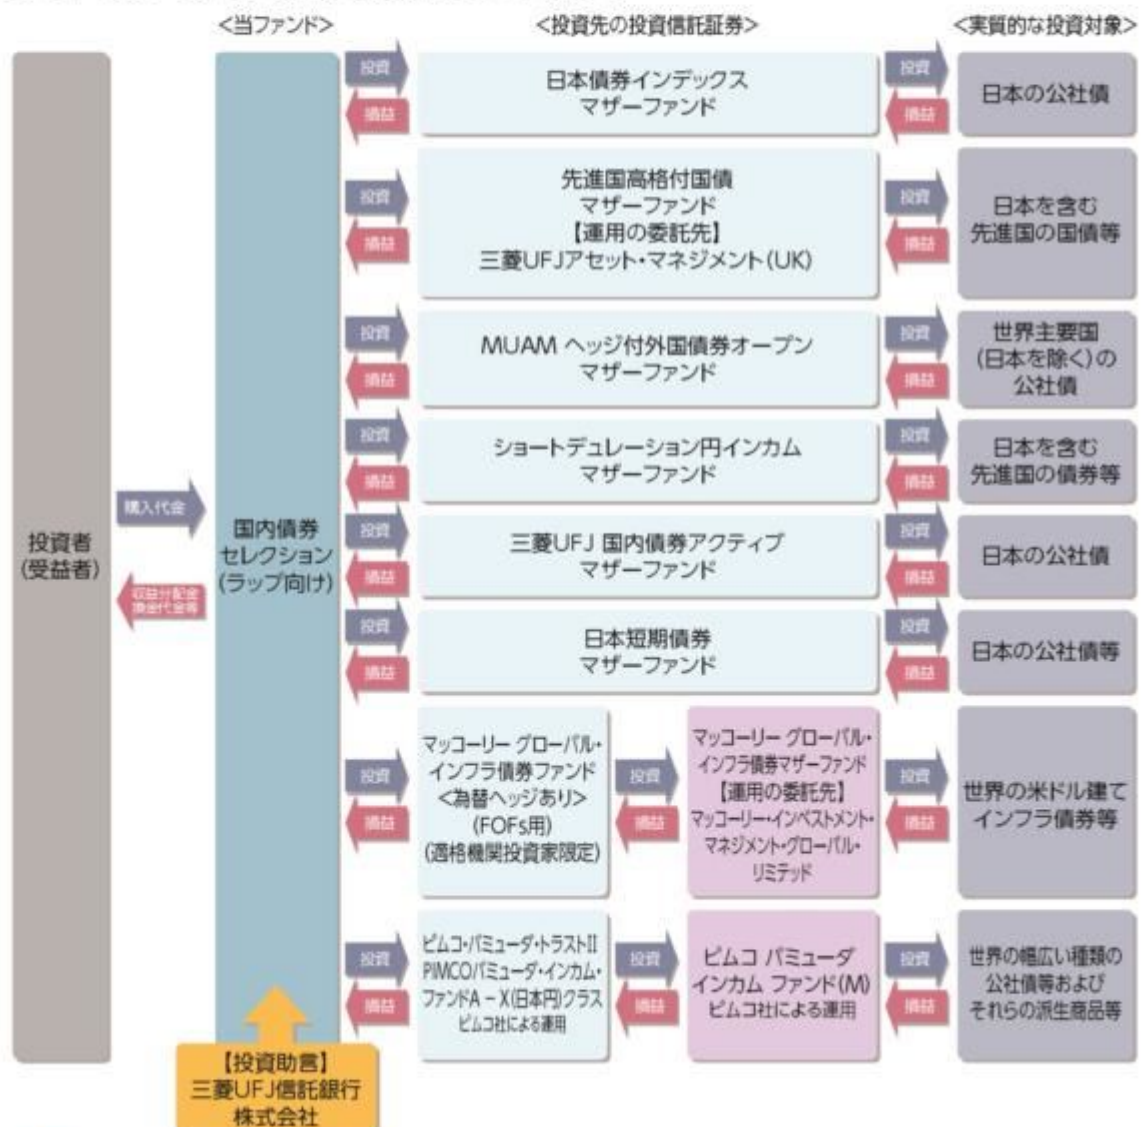 <当ファンド>
<投資先の投資信託証券>
<実質的な投資対象>
投資者
(受益者)
購入代金
収益分配金
換金代金等
国内債券
セレクション
(ラップ向け)
【投資助言】
三菱UFJ信託銀行
株式会社
投資
損益
日本債券インデックス
マザーファンド
投資
損益
日本の公社債
投資
損益
先進国高格付国債
マザーファンド
【運用の委託先】
三菱UFJアセット・マネジメント(UK)
投資
損益
日本を含む
先進国の国債等
投資
損益
MUAM ヘッジ付外国債券オープン
マザーファンド
投資
損益
世界主要国
(日本を除く)の
公社債
投資
損益
ショートデュレーション円インカム
マザーファンド
投資
損益
日本を含む
先進国の債券等
投資
損益
三菱UFJ 国内債券アクティブ
マザーファンド
投資
損益
日本の公社債
投資
損益
日本短期債券
マザーファンド
投資
損益
日本の公社債等
投資
損益
マッコーリー グローバル・
インフラ債券ファンド
<為替ヘッジあり>
(FOFs用)
(適格機関投資家限定)
投資
損益
マッコーリー グローバル・
インフラ債券マザーファンド
【運用の委託先】
マッコーリー・インベストメント・
マネジメント・グローバル・
リミテッド
投資
損益
世界の米ドル建て
インフラ債券等
投資
損益
ピムコ・バミューダ・トラストII
PIMCOバミューダ・インカム・
ファンドA－X(日本円)クラス
ピムコ社による運用
投資
損益
ピムコ バミューダ
インカム ファンド(M)
ピムコ社による運用
投資
損益
世界の幅広い種類の
公社債等および
それらの派生商品等